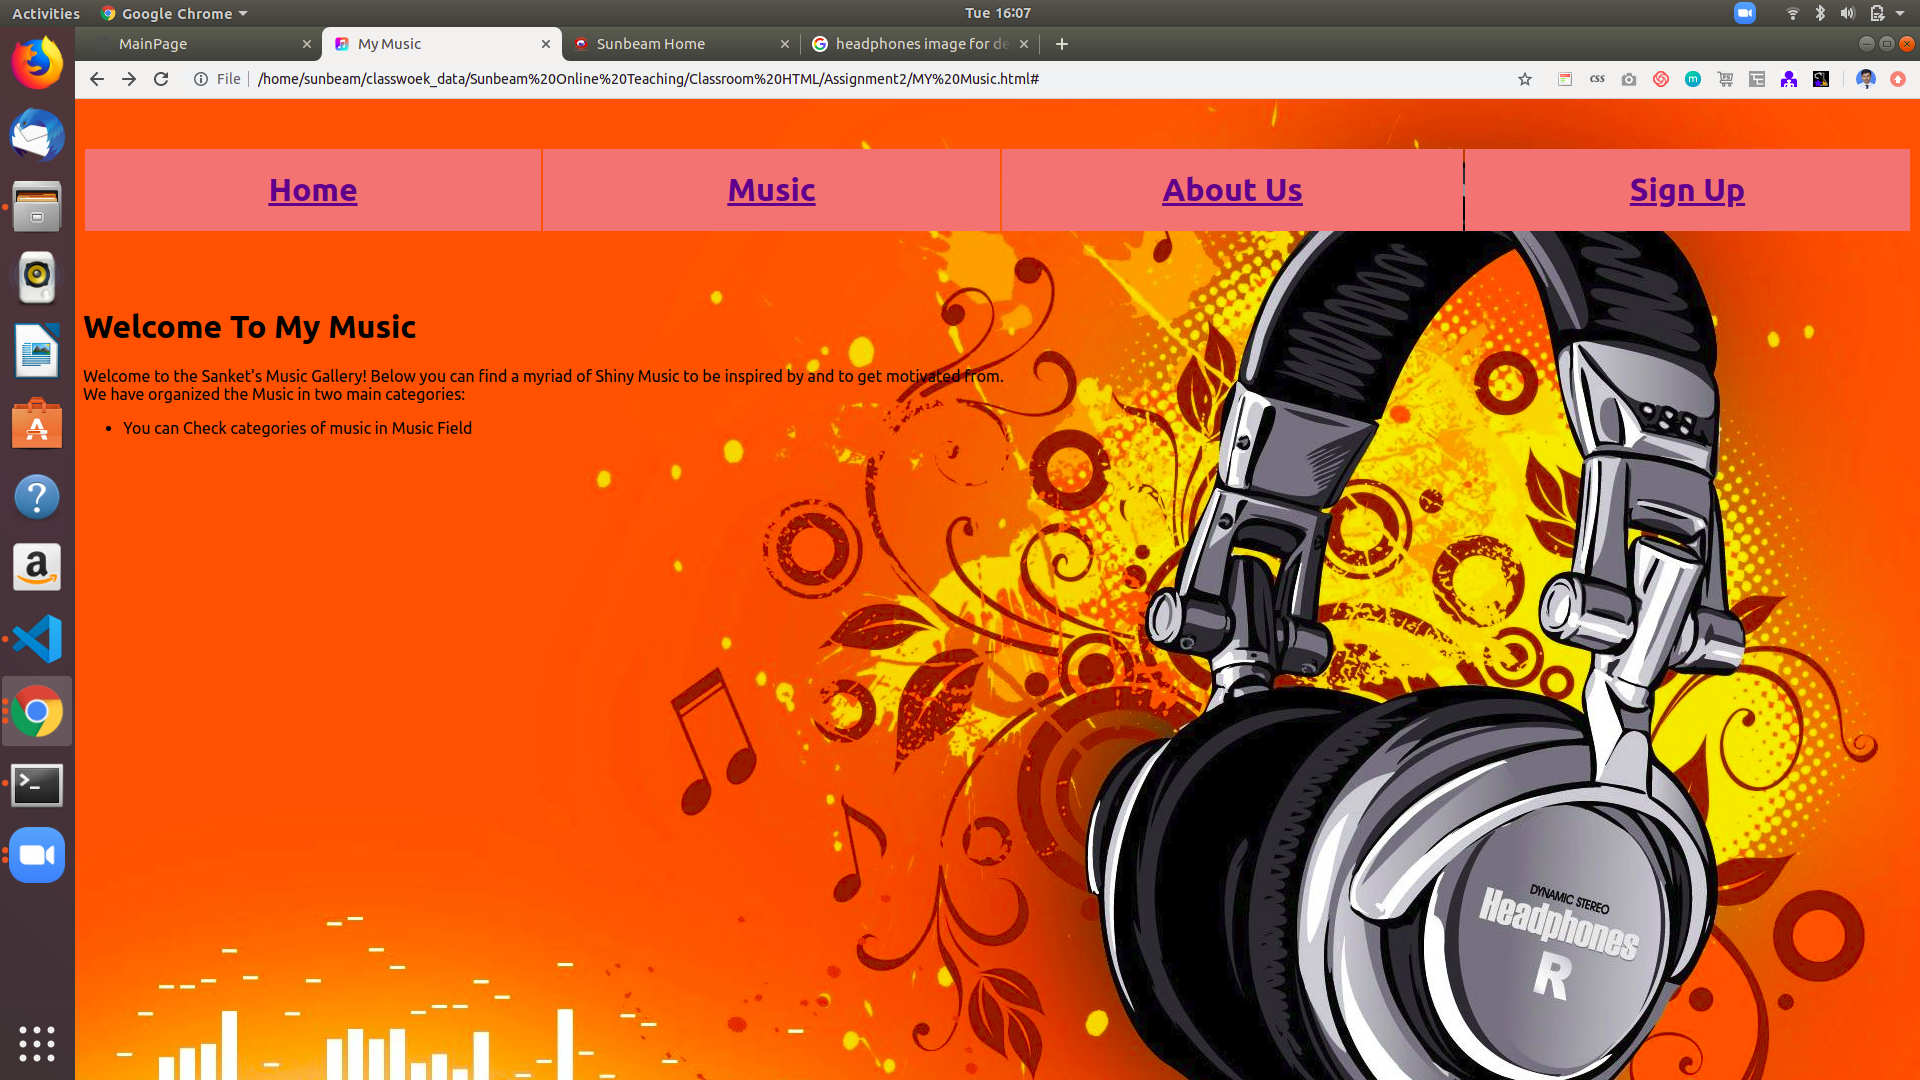 Activities
Google Chrome
Tue 16:07
MainPage
My Music
Sunbeam Home
headphones image for de
File
/home/sunbeam/classwoek_data/Sunbeam%20Online%20Teaching/Classroom%20HTML/Assignment2/MY%20Music.html#
css
m
Home
Music
About Us
Sign Up
Welcome To My Music
Welcome to the Sanket's Music Gallery! Below you can find a myriad of Shiny Music to be inspired by and to get motivated from.
We have organized the Music in two main categories:
You can Check categories of music in Music Field
DYNAMIC STEREO
Headphones
R